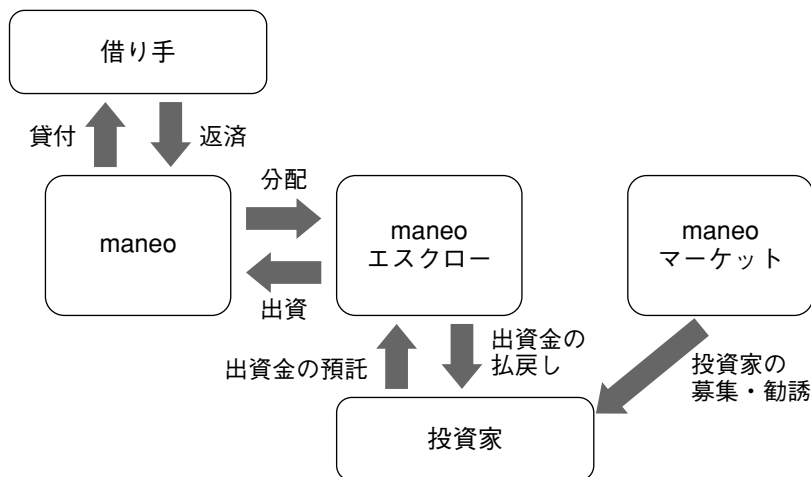 借り手
貸付
返済
分配
maneo
maneo
エスクロー
maneo
マーケット
出資
出資金の預託
出資金の
払戻し
投資家の
募集・勧誘
投資家